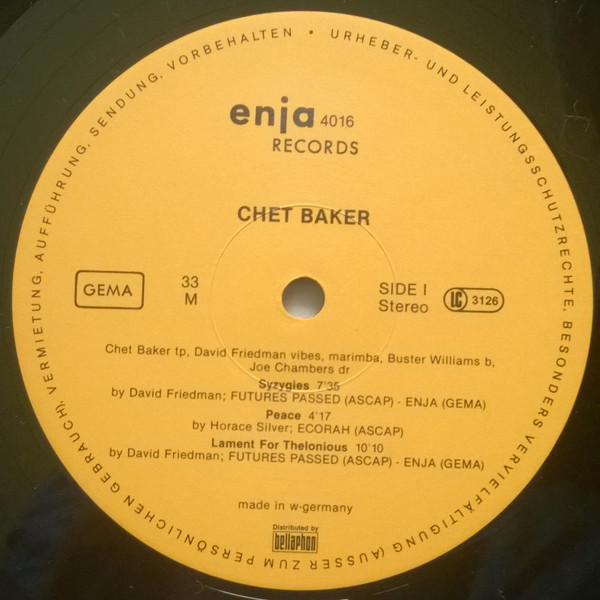 URHEBER- UND LEISTUNGSSCHUTZRECHTE, BESONDERS VERVIELFÄLTIGUNG (AUSSER ZUM PERSÖNLICHEN GEBRAUCH), VERMIETUNG, AUFFÜHRUNG, SENDUNG, VORBEHALTEN •
enja 4016
RECORDS
CHET BAKER
GEMA
33
M
SIDE I
Stereo
LC 3126
Chet Baker tp, David Friedman vibes, marimba, Buster Williams b,
Joe Chambers dr
Syzygies 7'35
by David Friedman; FUTURES PASSED (ASCAP) - ENJA (GEMA)
Peace 4'17
by Horace Silver; ECORAH (ASCAP)
Lament For Thelonious 10'10
by David Friedman; FUTURES PASSED (ASCAP) - ENJA (GEMA)
made in w-germany
Distributed by
bellaphon